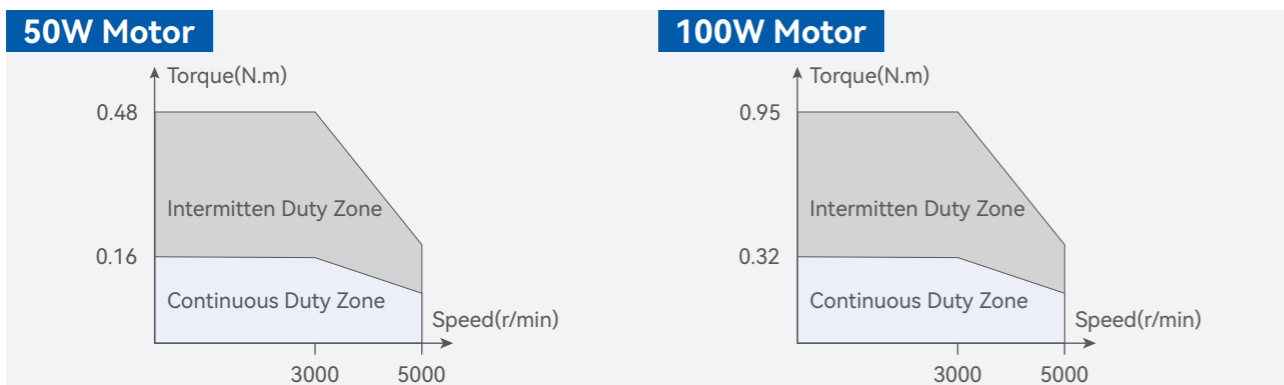 50W Motor
Torque(N.m)
0.48
Intermitten Duty Zone
0.16
Continuous Duty Zone
Speed(r/min)
3000 5000
100W Motor
Torque(N.m)
0.95
Intermitten Duty Zone
0.32
Continuous Duty Zone
Speed(r/min)
3000 5000